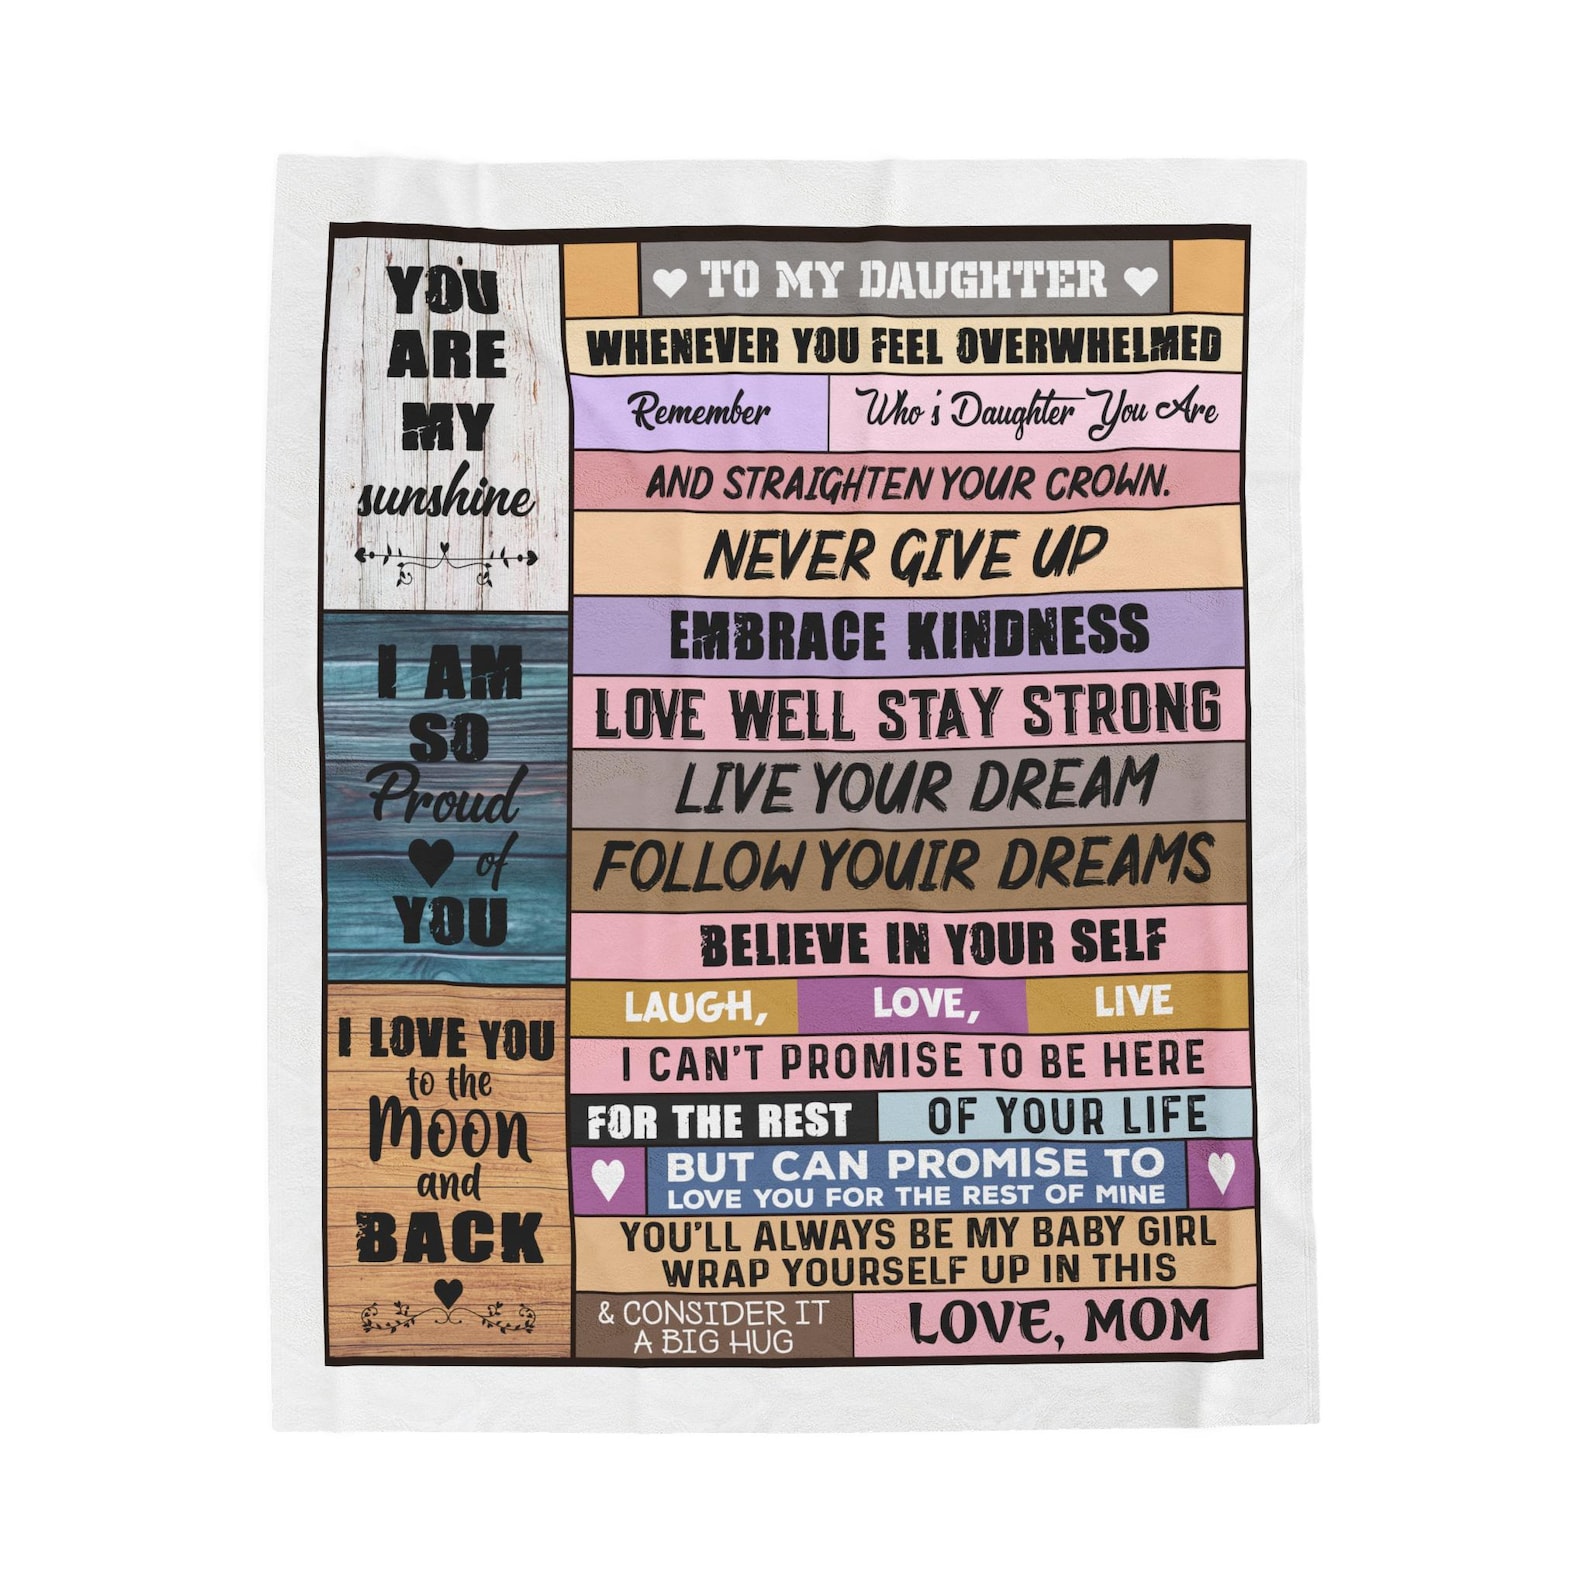 YOU
ARE
MY
sunshine
I AM
SO
Proud
of
YOU
I LOVE YOU
to the
Moon
and
BACK
TO MY DAUGHTER
WHENEVER YOU FEEL OVERWHELMED
Remember Who's Daughter You Are
AND STRAIGHTEN YOUR CROWN.
NEVER GIVE UP
EMBRACE KINDNESS
LOVE WELL STAY STRONG
LIVE YOUR DREAM
FOLLOW YOUIR DREAMS
BELIEVE IN YOUR SELF
LAUGH, LOVE, LIVE
I CAN'T PROMISE TO BE HERE
FOR THE REST OF YOUR LIFE
BUT CAN PROMISE TO
LOVE YOU FOR THE REST OF MINE
YOU'LL ALWAYS BE MY BABY GIRL
WRAP YOURSELF UP IN THIS
& CONSIDER IT
A BIG HUG
LOVE, MOM